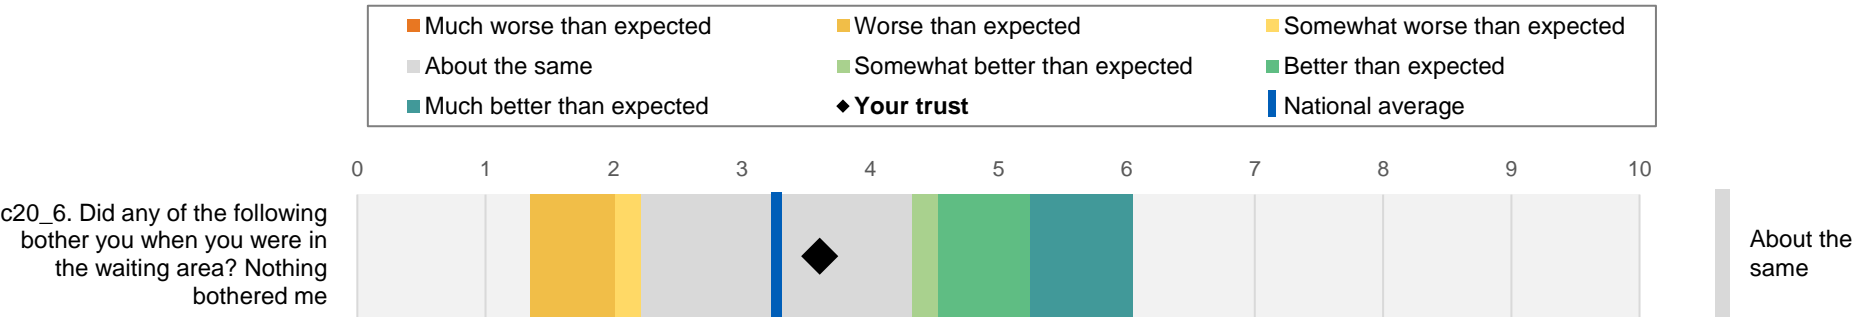 Much worse than expected Worse than expected Somewhat worse than expected
About the same Somewhat better than expected Better than expected
Much better than expected Your trust National average
0 1 2 3 4 5 6 7 8 9 10
c20_6. Did any of the following
bother you when you were in
the waiting area? Nothing
bothered me
About the
same